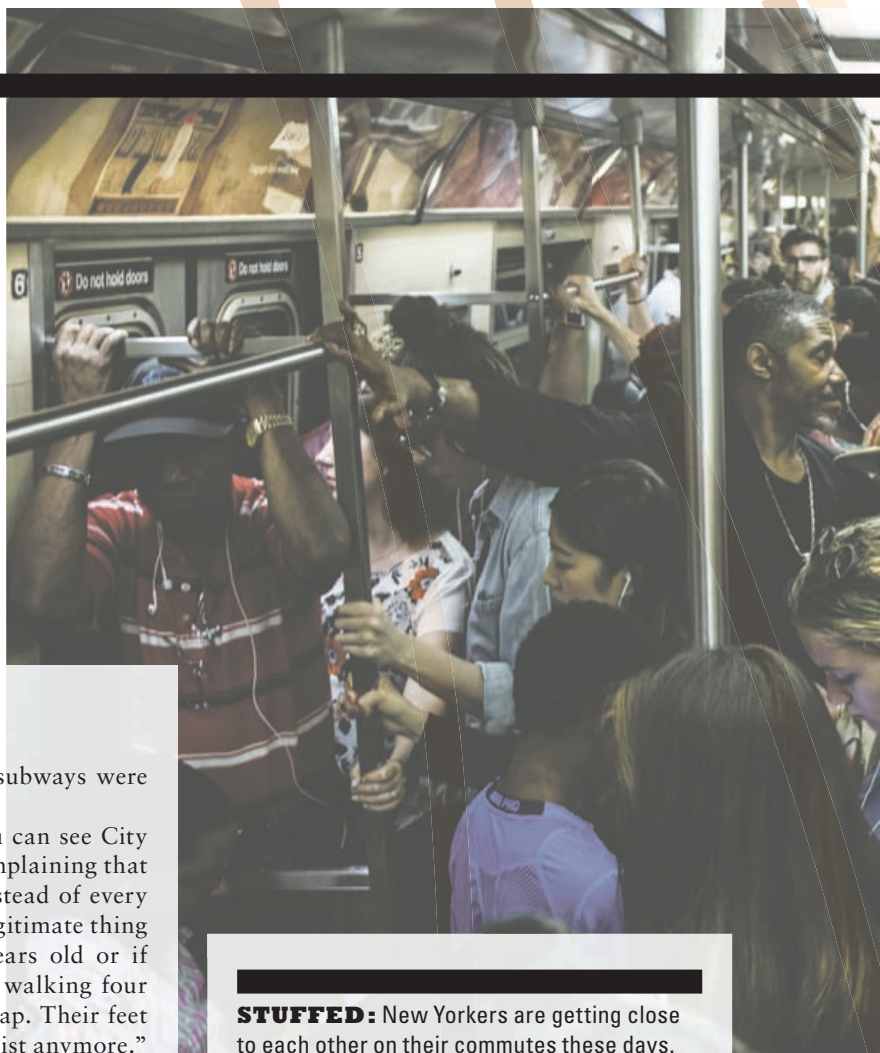 6
Do not hold doors
Do not hold doors
subways were
can see City
plaining that
stead of every
gitimate thing
ears old or if
walking four
ap. Their feet
ist anymore.”
STUFFED: New Yorkers are getting close
to each other on their commutes these days.